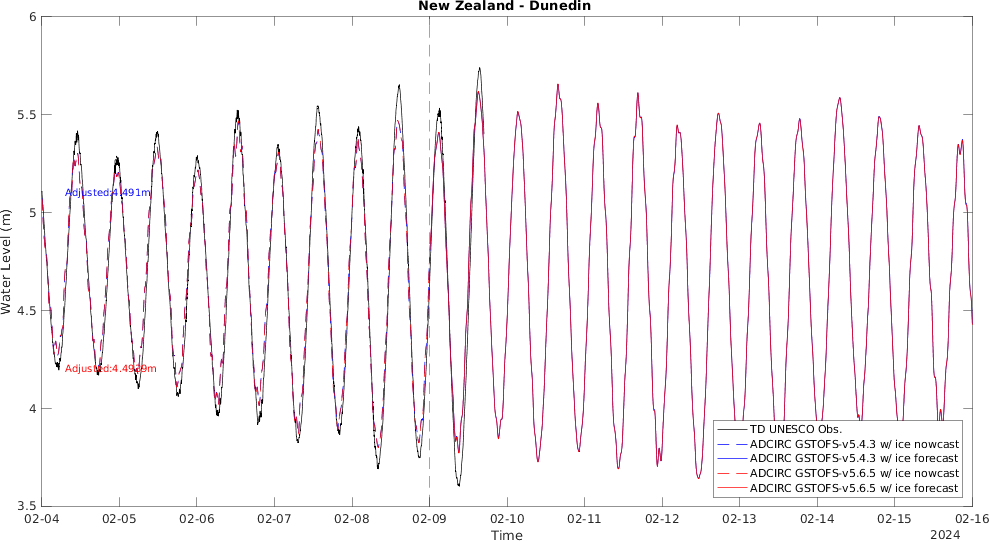 New Zealand - Dunedin
6
5.5
5
4.5
4
3.5
Water Level (m)
Adjusted:4.491m
Adjusted:4.4929m
TD UNESCO Obs.
ADCIRC GSTOFS-v5.4.3 w/ ice nowcast
ADCIRC GSTOFS-v5.4.3 w/ ice forecast
ADCIRC GSTOFS-v5.6.5 w/ ice nowcast
ADCIRC GSTOFS-v5.6.5 w/ ice forecast
02-04 02-05 02-06 02-07 02-08 02-09 02-10 02-11 02-12 02-13 02-14 02-15 02-16
Time
2024